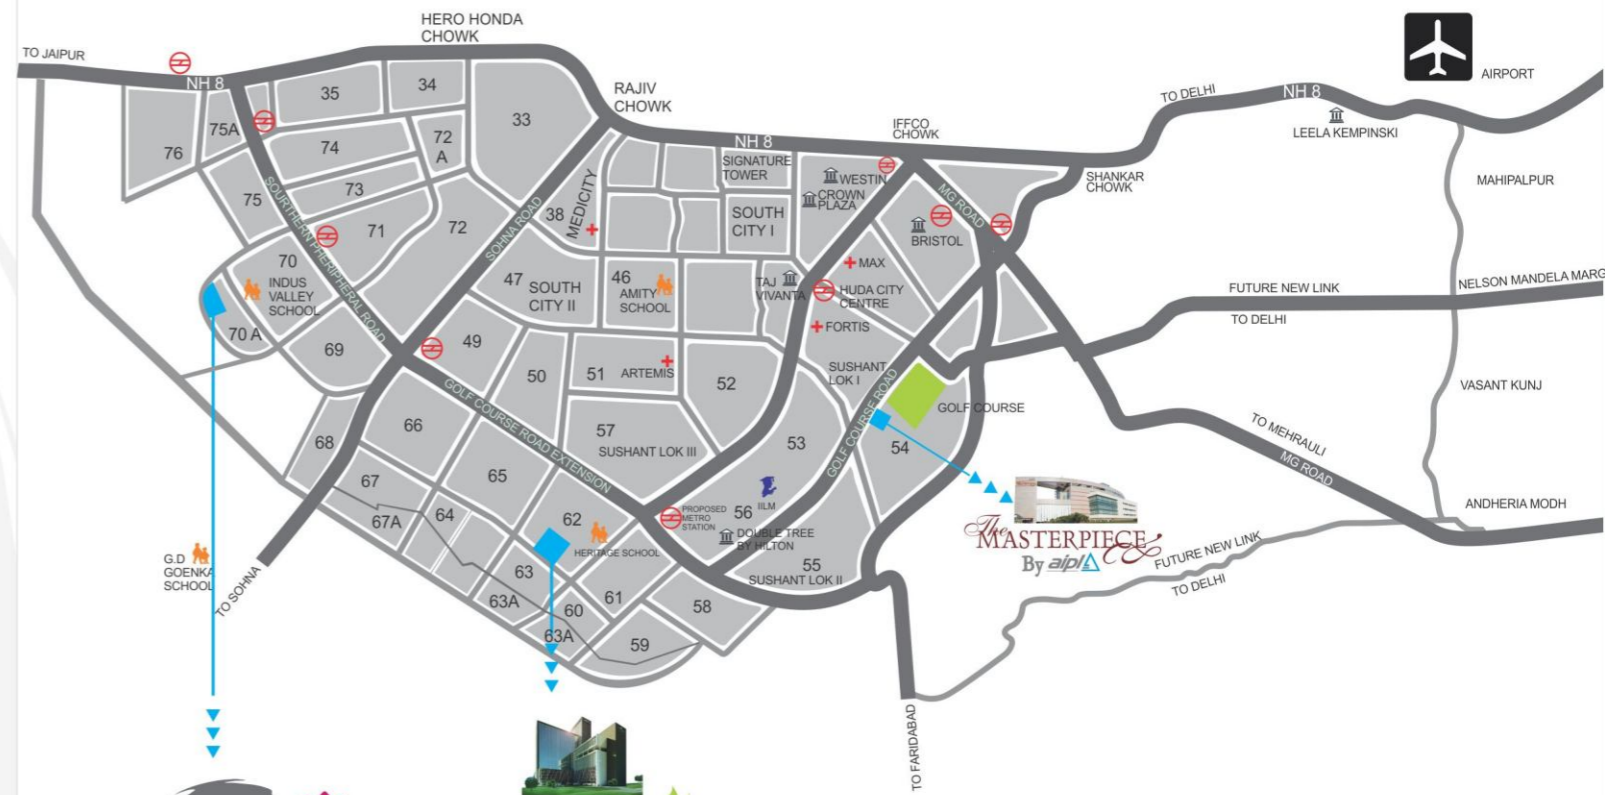 HERO HONDA
CHOWK
TO JAIPUR
NH 8
AIRPORT
RAJIV
CHOWK
TO DELHI
NH 8
LEELA KEMPINSKI
IFFCO
CHOWK
NH 8
SHANKAR
CHOWK
MAHIPALPUR
35
34
33
75A
76
74
72
A
73
75
71
72
SOURTHERN PHERIPHERAL ROAD
SOHNA ROAD
38
MEDICITY
SIGNATURE
TOWER
SOUTH
CITY I
WESTIN
CROWN
PLAZA
MG ROAD
BRISTOL
MAX
70
INDUS
VALLEY
SCHOOL
70 A
69
47
SOUTH
CITY II
46
AMITY
SCHOOL
TAJ
VIVANTA
HUDA CITY
CENTRE
FORTIS
FUTURE NEW LINK
TO DELHI
NELSON MANDELA MARG
49
50
51
ARTEMIS
52
SUSHANT
LOK I
GOLF COURSE ROAD
GOLF COURSE
VASANT KUNJ
TO MEHRAULI
MG ROAD
ANDHERIA MODH
66
68
GOLF COURSE ROAD EXTENSION
57
SUSHANT LOK III
53
54
65
67
67A
64
62
HERITAGE SCHOOL
PROPOSED
METRO
STATION
56
IILM
DOUBLE TREE
BY HILTON
55
SUSHANT LOK II
The
MASTERPIECE
By aipl
FUTURE NEW LINK
TO DELHI
G.D
GOENKA
SCHOOL
TO SOHNA
63
63A
60
61
63A
58
59
TO FARIDABAD